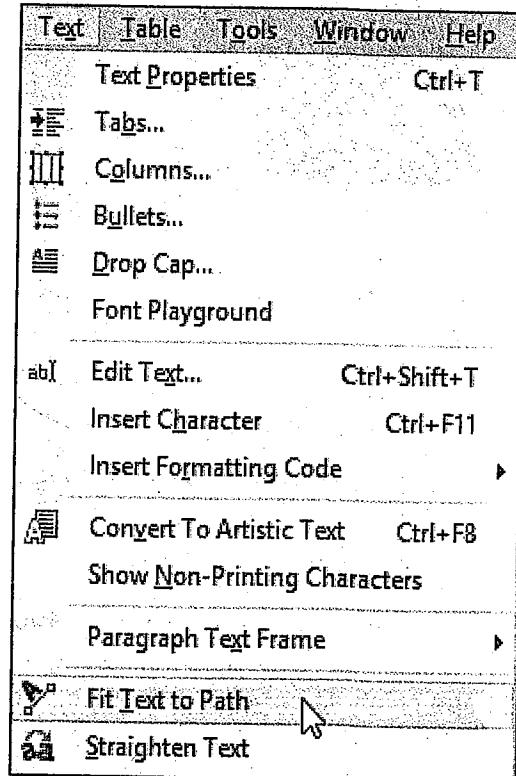 Text Table Tools Window Help
Text Properties Ctrl+T
Tabs...
Columns...
Bullets...
Drop Cap...
Font Playground
ab Edit Text... Ctrl+Shift+T
Insert Character Ctrl+F11
Insert Formatting Code
Convert To Artistic Text Ctrl+F8
Show Non-Printing Characters
Paragraph Text Frame
Fit Text to Path
Straighten Text